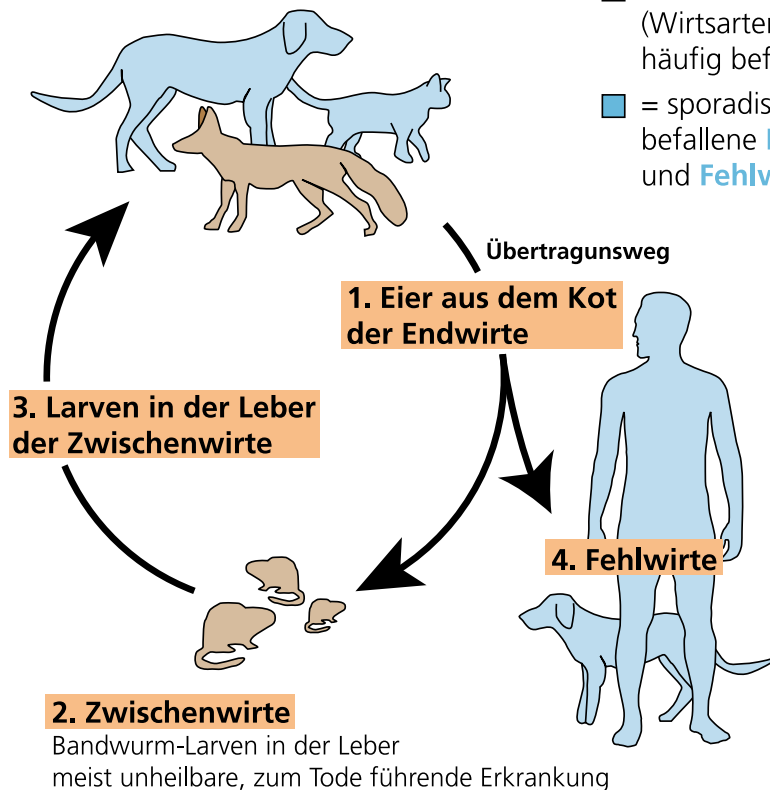 (Wirtsarten
häufig bef
= sporadis
befallene
und Fehlw
Übertragunsweg
1. Eier aus dem Kot
der Endwirte
3. Larven in der Leber
der Zwischenwirte
4. Fehlwirte
2. Zwischenwirte
Bandwurm-Larven in der Leber
meist unheilbare, zum Tode führende Erkrankung